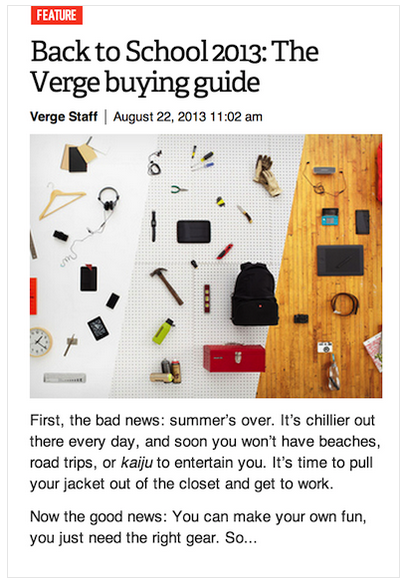 FEATURE
Back to School 2013: The
Verge buying guide
Verge Staff | August 22, 2013 11:02 am
First, the bad news: summer's over. It's chillier out
there every day, and soon you won't have beaches,
road trips, or kaiju to entertain you. It's time to pull
your jacket out of the closet and get to work.
Now the good news: You can make your own fun,
you just need the right gear. So...